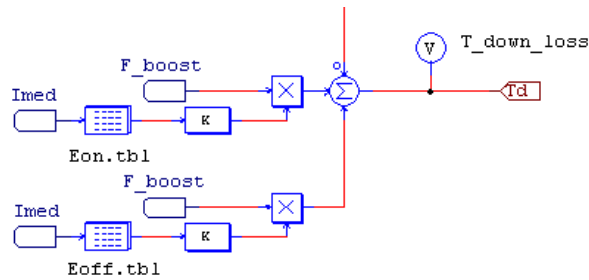 T_down_loss
V
F_boost
Imed
Σ
Td
K
Eon.tbl
F_boost
Imed
K
Eoff.tbl